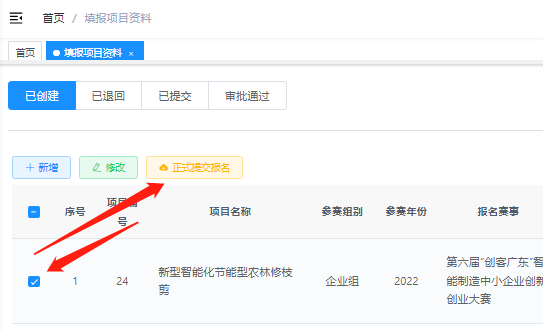 首页 / 填报项目资料
首页 填报项目资料 ×
已创建 已退回 已提交 审批通过
+ 新增 修改 正式提交报名
序号 项目编号 项目名称 参赛组别 参赛年份 报名赛事
1 24 新型智能化节能型农林修枝剪 企业组 2022 第六届“创客广东”智能制造中小企业创新创业大赛